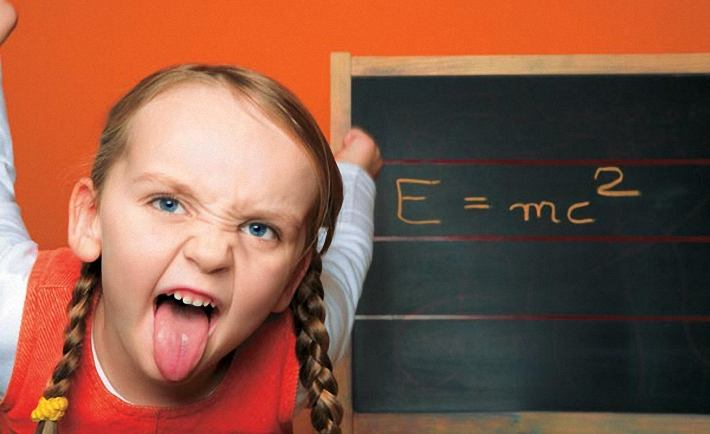 E = mc²